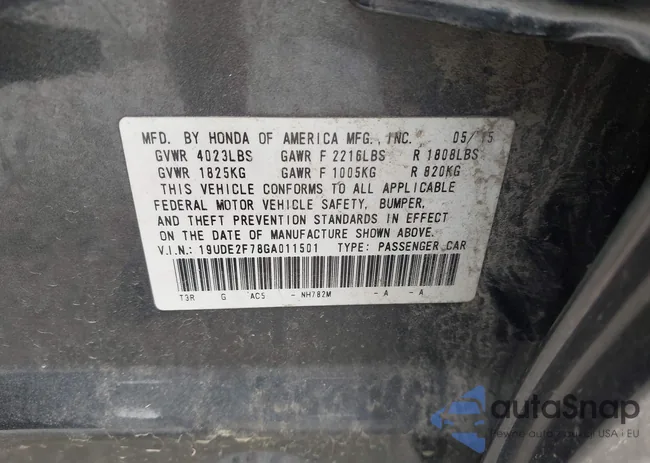 MFD. BY HONDA OF AMERICA MFG., INC. 05/15
GVWR 4023LBS GAWR F 2216LBS R 1808LBS
GVWR 1825KG GAWR F 1005KG R 820KG
THIS VEHICLE CONFORMS TO ALL APPLICABLE
FEDERAL MOTOR VEHICLE SAFETY, BUMPER,
AND THEFT PREVENTION STANDARDS IN EFFECT
ON THE DATE OF MANUFACTURE SHOWN ABOVE.
V.I.N.: 19UDE2F78GA011501 TYPE: PASSENGER CAR
T3R G AC5 - NH782M - A - A
autoSnap
USA - EU